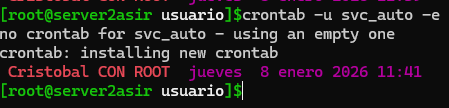 [root@server2asir usuario]$crontab -u svc_auto -e
no crontab for svc_auto - using an empty one
crontab: installing new crontab
Cristobal CON ROOT jueves 8 enero 2026 11:41
[root@server2asir usuario]$